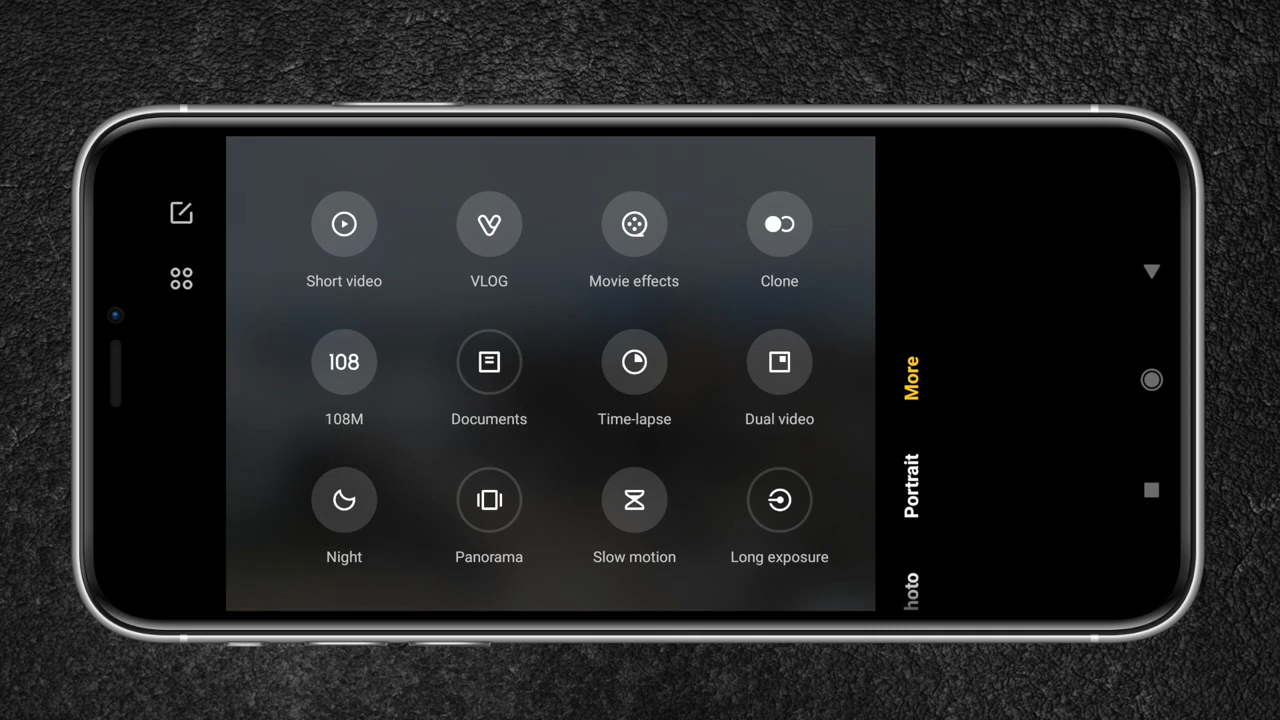 Short video
VLOG
Movie effects
Clone
108
108M
Documents
Time-lapse
Dual video
Night
Panorama
Slow motion
Long exposure
More
Portrait
hoto